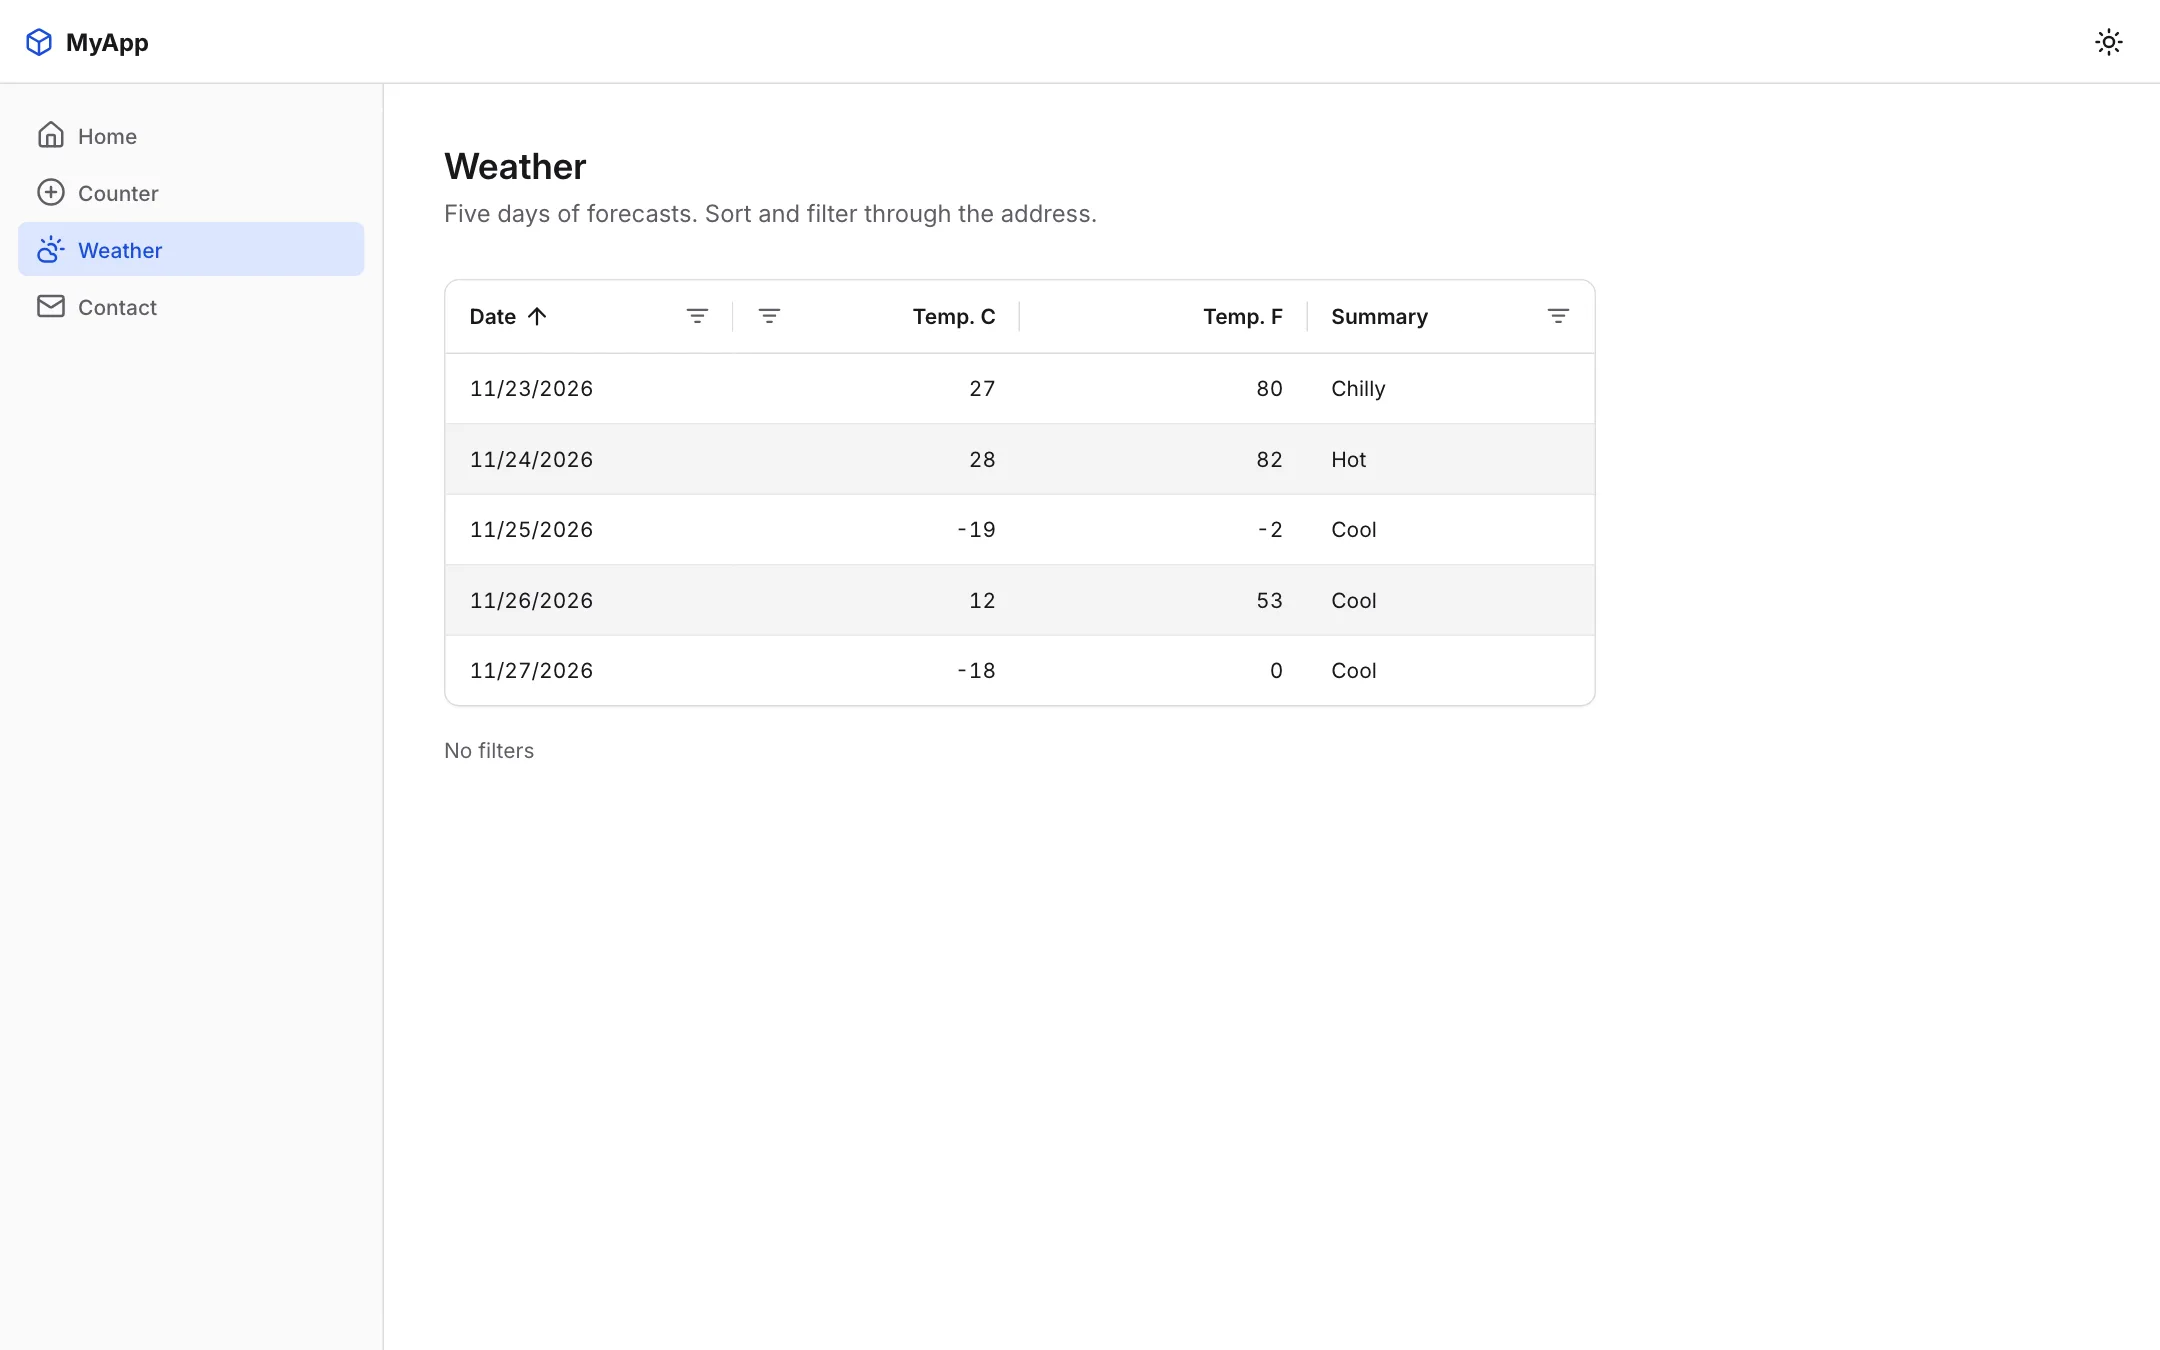 MyApp
Home
Counter
Weather
Contact
Weather
Five days of forecasts. Sort and filter through the address.
Date Temp. C Temp. F Summary
11/23/2026 27 80 Chilly
11/24/2026 28 82 Hot
11/25/2026 -19 -2 Cool
11/26/2026 12 53 Cool
11/27/2026 -18 0 Cool
No filters